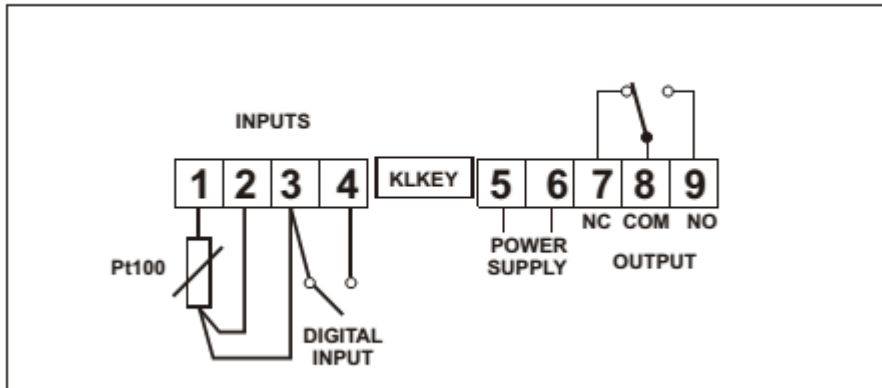 INPUTS
1 2 3 4 KLKEY 5 6 7 8 9
NC COM NO
POWER
SUPPLY
OUTPUT
Pt100
DIGITAL
INPUT